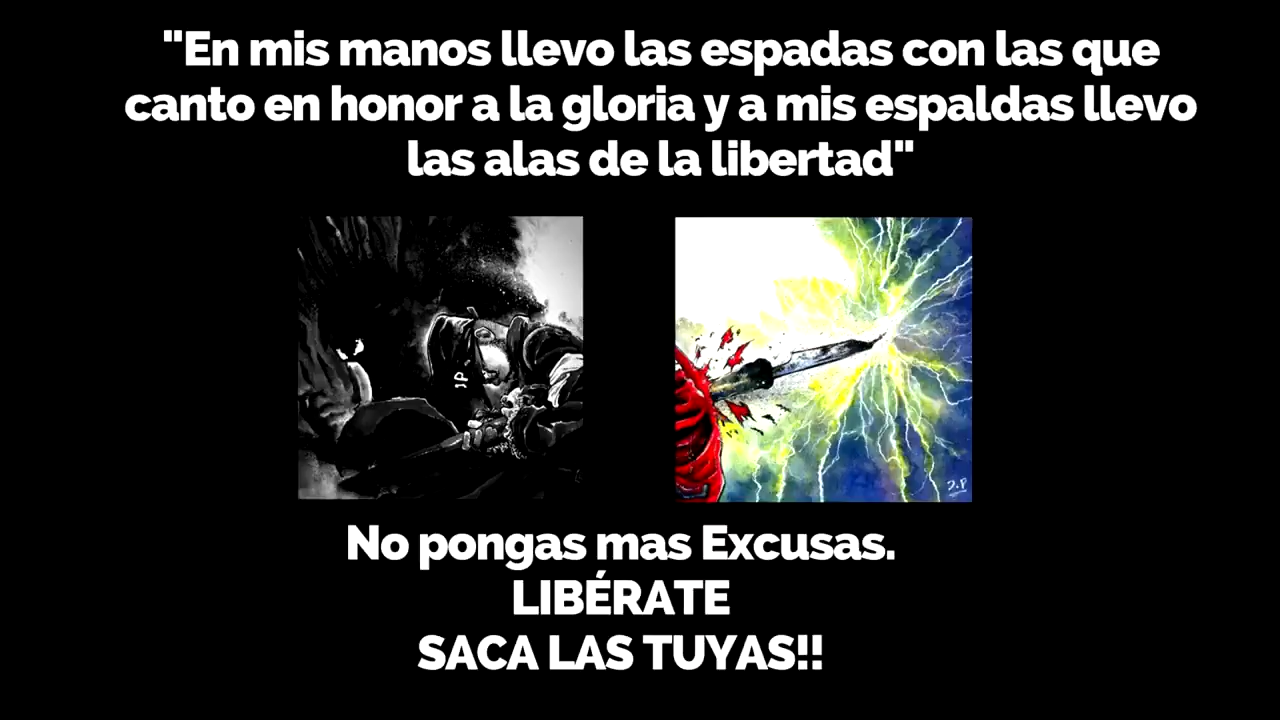 "En mis manos llevo las espadas con las que
canto en honor a la gloria y a mis espaldas llevo
las alas de la libertad"
J.P
No pongas mas Excusas.
LIBÉRATE
SACA LAS TUYAS!!